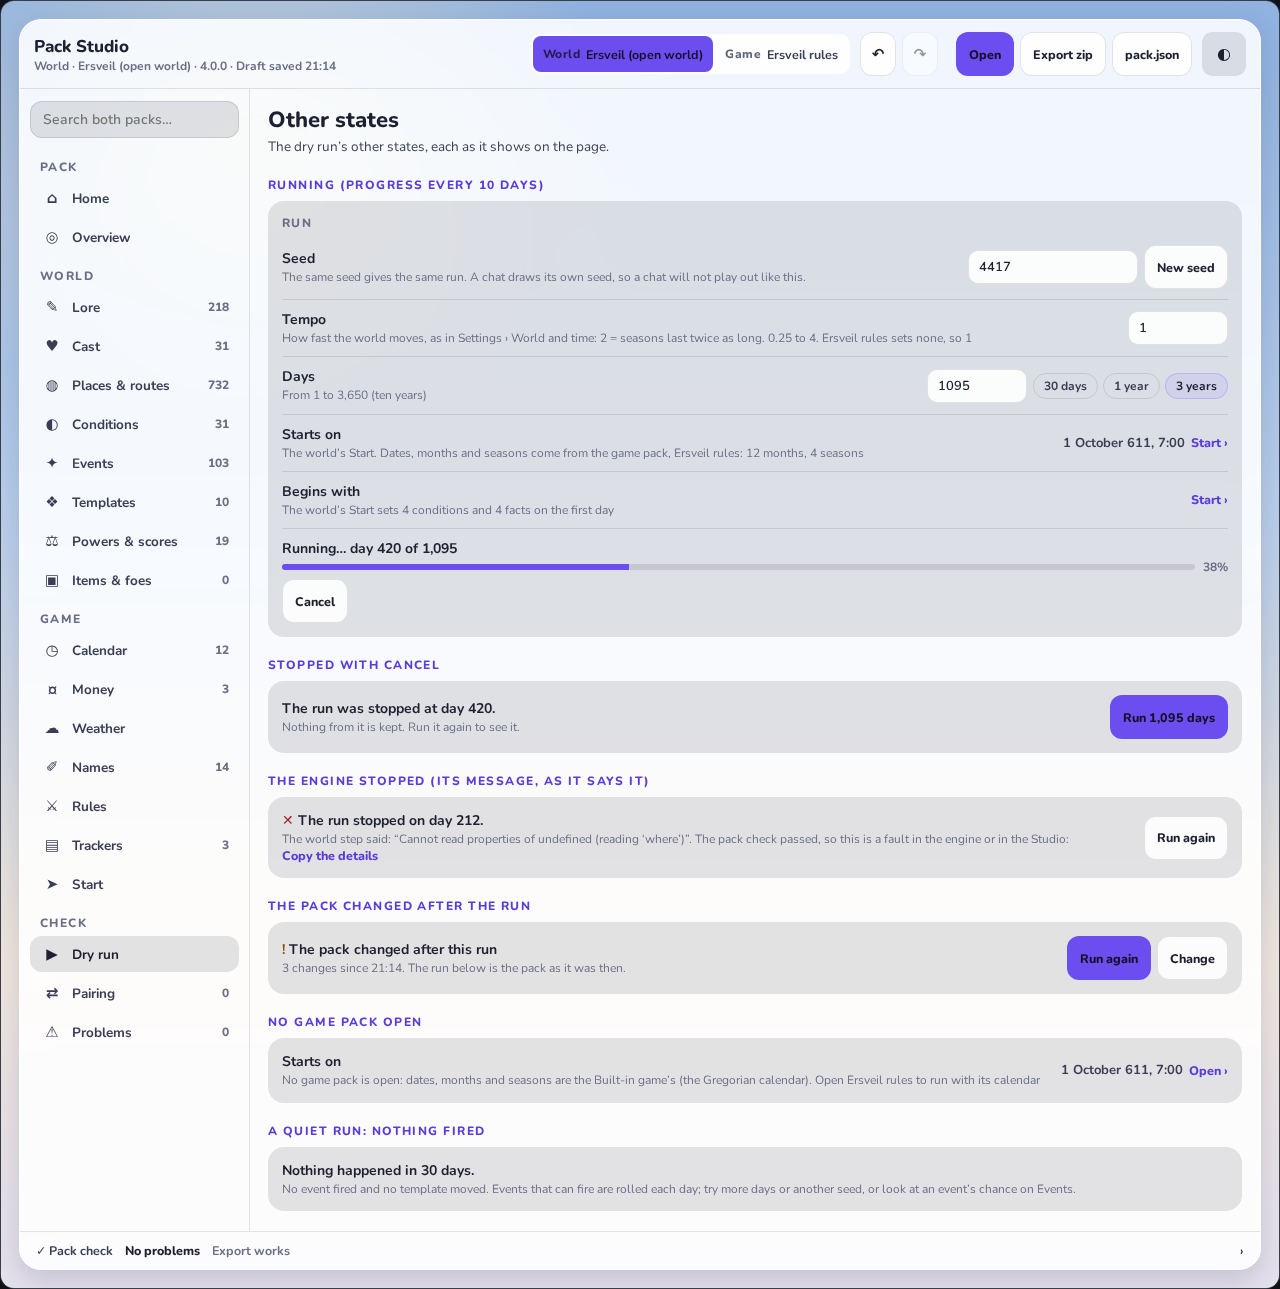 Pack Studio
World · Ersveil (open world) · 4.0.0 · Draft saved 21:14
World Ersveil (open world)
Game Ersveil rules
↶
↷
Open
Export zip
pack.json
◐
Search both packs…
PACK
⌂ Home
◎ Overview
WORLD
✎ Lore 218
♥ Cast 31
◍ Places & routes 732
◐ Conditions 31
✦ Events 103
❖ Templates 10
⚖ Powers & scores 19
▣ Items & foes 0
GAME
◷ Calendar 12
¤ Money 3
☁ Weather
✐ Names 14
⚔ Rules
▤ Trackers 3
➤ Start
CHECK
▶ Dry run
⇄ Pairing 0
⚠ Problems 0
Other states
The dry run’s other states, each as it shows on the page.
RUNNING (PROGRESS EVERY 10 DAYS)
RUN
Seed
The same seed gives the same run. A chat draws its own seed, so a chat will not play out like this.
4417
New seed
Tempo
How fast the world moves, as in Settings › World and time: 2 = seasons last twice as long. 0.25 to 4. Ersveil rules sets none, so 1
1
Days
From 1 to 3,650 (ten years)
1095
30 days
1 year
3 years
Starts on
The world’s Start. Dates, months and seasons come from the game pack, Ersveil rules: 12 months, 4 seasons
1 October 611, 7:00 Start ›
Begins with
The world’s Start sets 4 conditions and 4 facts on the first day
Start ›
Running… day 420 of 1,095
38%
Cancel
STOPPED WITH CANCEL
The run was stopped at day 420.
Nothing from it is kept. Run it again to see it.
Run 1,095 days
THE ENGINE STOPPED (ITS MESSAGE, AS IT SAYS IT)
✕ The run stopped on day 212.
The world step said: “Cannot read properties of undefined (reading ‘where’)”. The pack check passed, so this is a fault in the engine or in the Studio:
Copy the details
Run again
THE PACK CHANGED AFTER THE RUN
! The pack changed after this run
3 changes since 21:14. The run below is the pack as it was then.
Run again
Change
NO GAME PACK OPEN
Starts on
No game pack is open: dates, months and seasons are the Built-in game’s (the Gregorian calendar). Open Ersveil rules to run with its calendar
1 October 611, 7:00 Open ›
A QUIET RUN: NOTHING FIRED
Nothing happened in 30 days.
No event fired and no template moved. Events that can fire are rolled each day; try more days or another seed, or look at an event’s chance on Events.
✓ Pack check No problems Export works ›